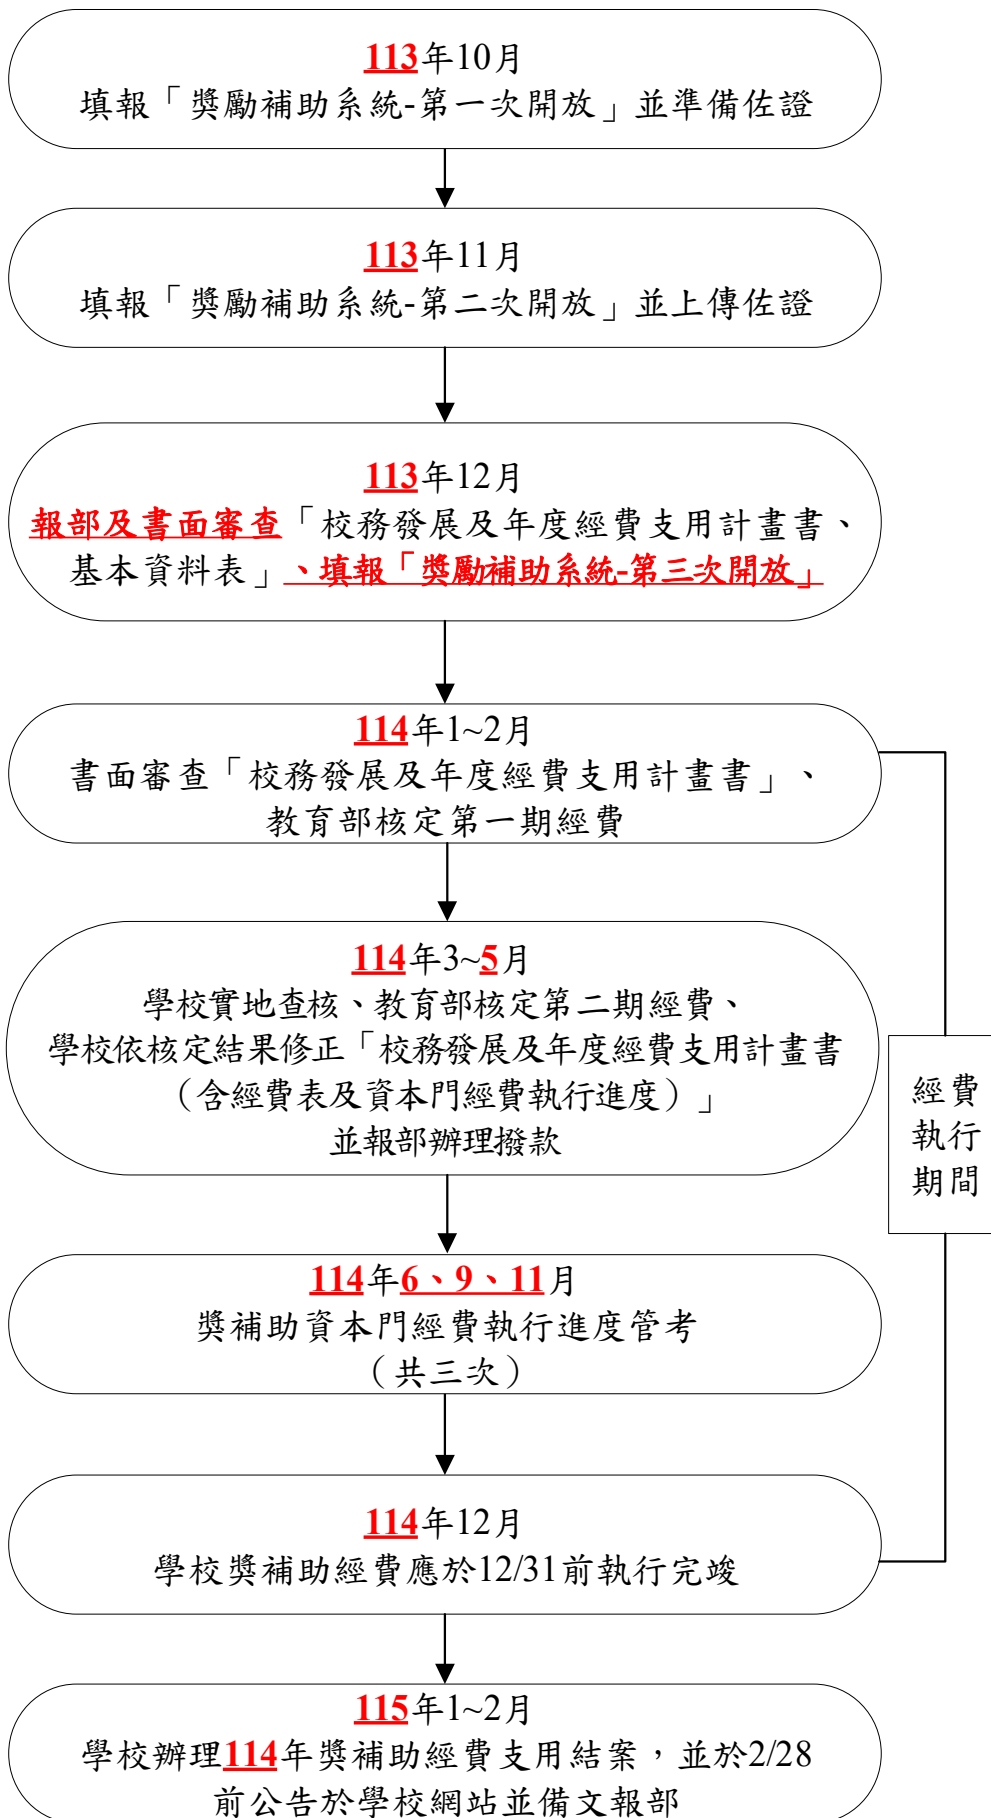 113年10月
填報「獎勵補助系統-第一次開放」並準備佐證
113年11月
填報「獎勵補助系統-第二次開放」並上傳佐證
113年12月
報部及書面審查「校務發展及年度經費支用計畫書、
基本資料表」、填報「獎勵補助系統-第三次開放」
114年1~2月
書面審查「校務發展及年度經費支用計畫書」、
教育部核定第一期經費
114年3~5月
學校實地查核、教育部核定第二期經費、
學校依核定結果修正「校務發展及年度經費支用計畫書
（含經費表及資本門經費執行進度）」
並報部辦理撥款
經費
執行
期間
114年6、9、11月
獎補助資本門經費執行進度管考
（共三次）
114年12月
學校獎補助經費應於12/31前執行完竣
115年1~2月
學校辦理114年獎補助經費支用結案，並於2/28
前公告於學校網站並備文報部